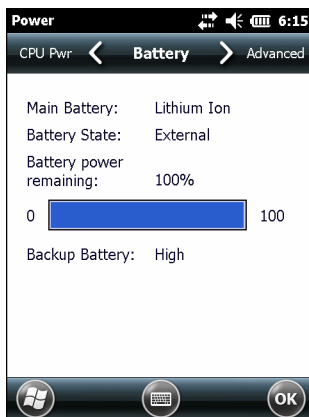 Power 6:15
CPU Pwr Battery Advanced
Main Battery: Lithium Ion
Battery State: External
Battery power
remaining: 100%
0 100
Backup Battery: High
OK